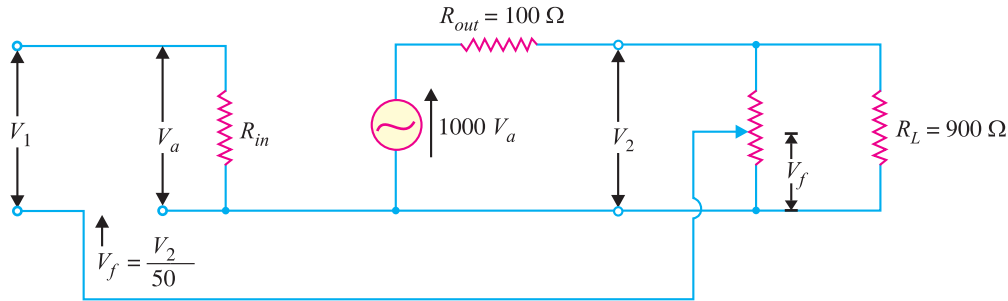 R_out = 100 Ω
V_1
V_a
R_in
1000 V_a
V_2
V_f
R_L = 900 Ω
V_f = V_2/50